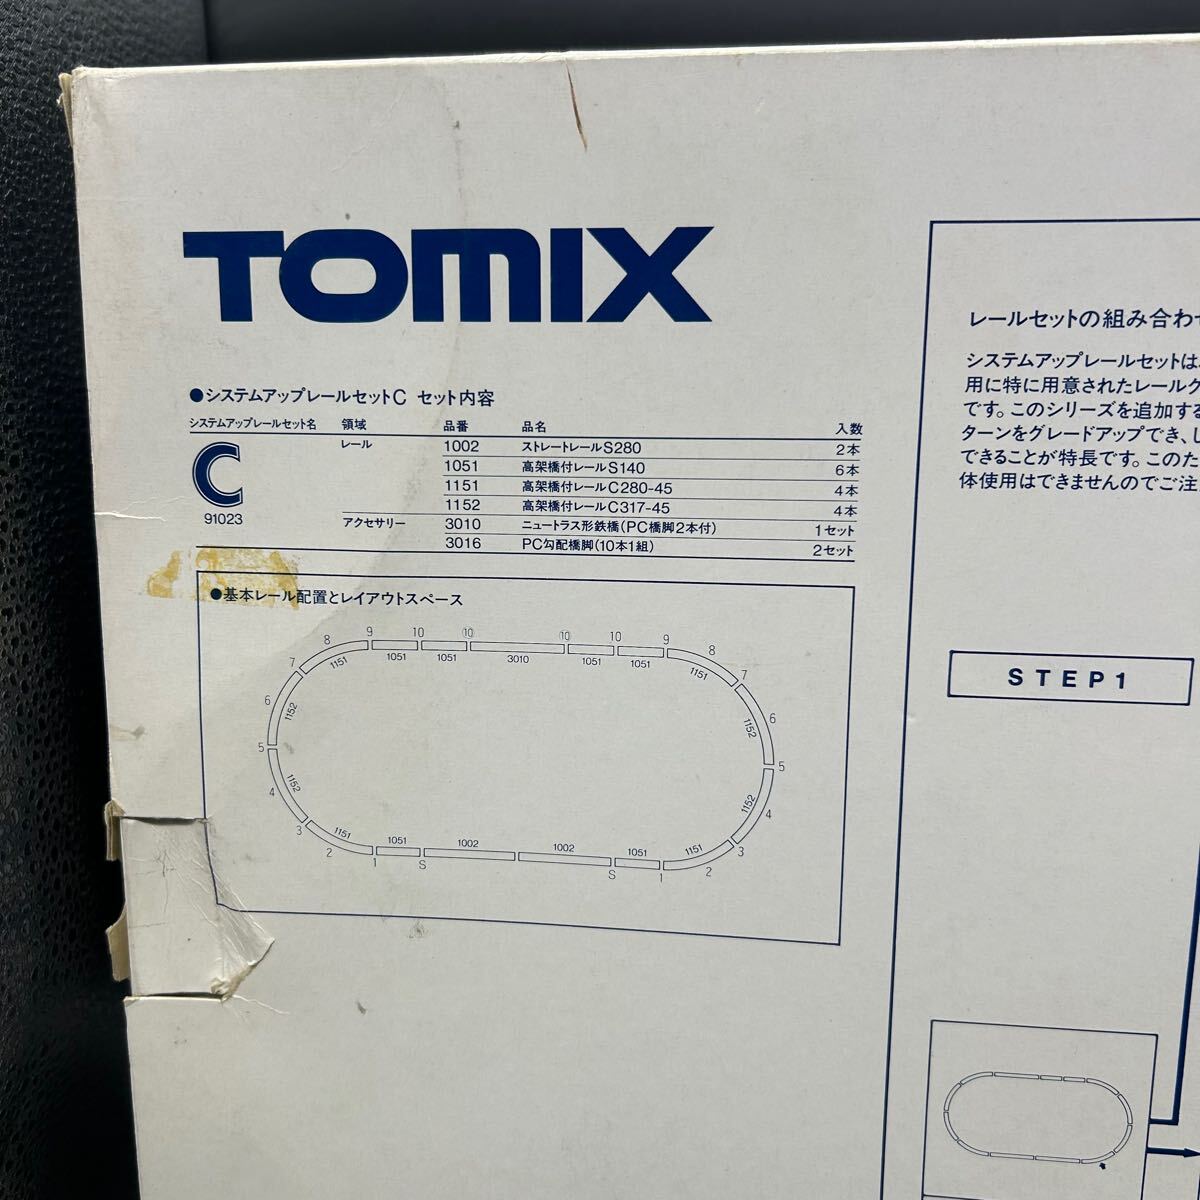 TOMIX
●システムアップレールセットC セット内容
システムアップレールセット名 領域 品番 品名 入数
C
91023
レール 1002 ストレートレールS280 2本
1051 高架橋付レールS140 6本
1151 高架橋付レールC280-45 4本
1152 高架橋付レールC317-45 4本
アクセサリー 3010 ニュートラス形鉄橋(PC橋脚2本付) 1セット
3016 PC勾配橋脚(10本1組) 2セット
●基本レール配置とレイアウトスペース
8 9 10 ⑩ ⑩ 10 9 8
1151 1051 1051 3010 1051 1051 1151
7 7
6 1152 1152 6
5 5
4 1152 1152 4
3 1151 1051 1002 1002 1051 1151 3
2 1 S S 1 2
レールセットの組み合わせ
システムアップレールセットは
用に特に用意されたレール
です。このシリーズを追加する
ターンをグレードアップでき、
できることが特長です。このた
体使用はできませんのでご注
STEP1